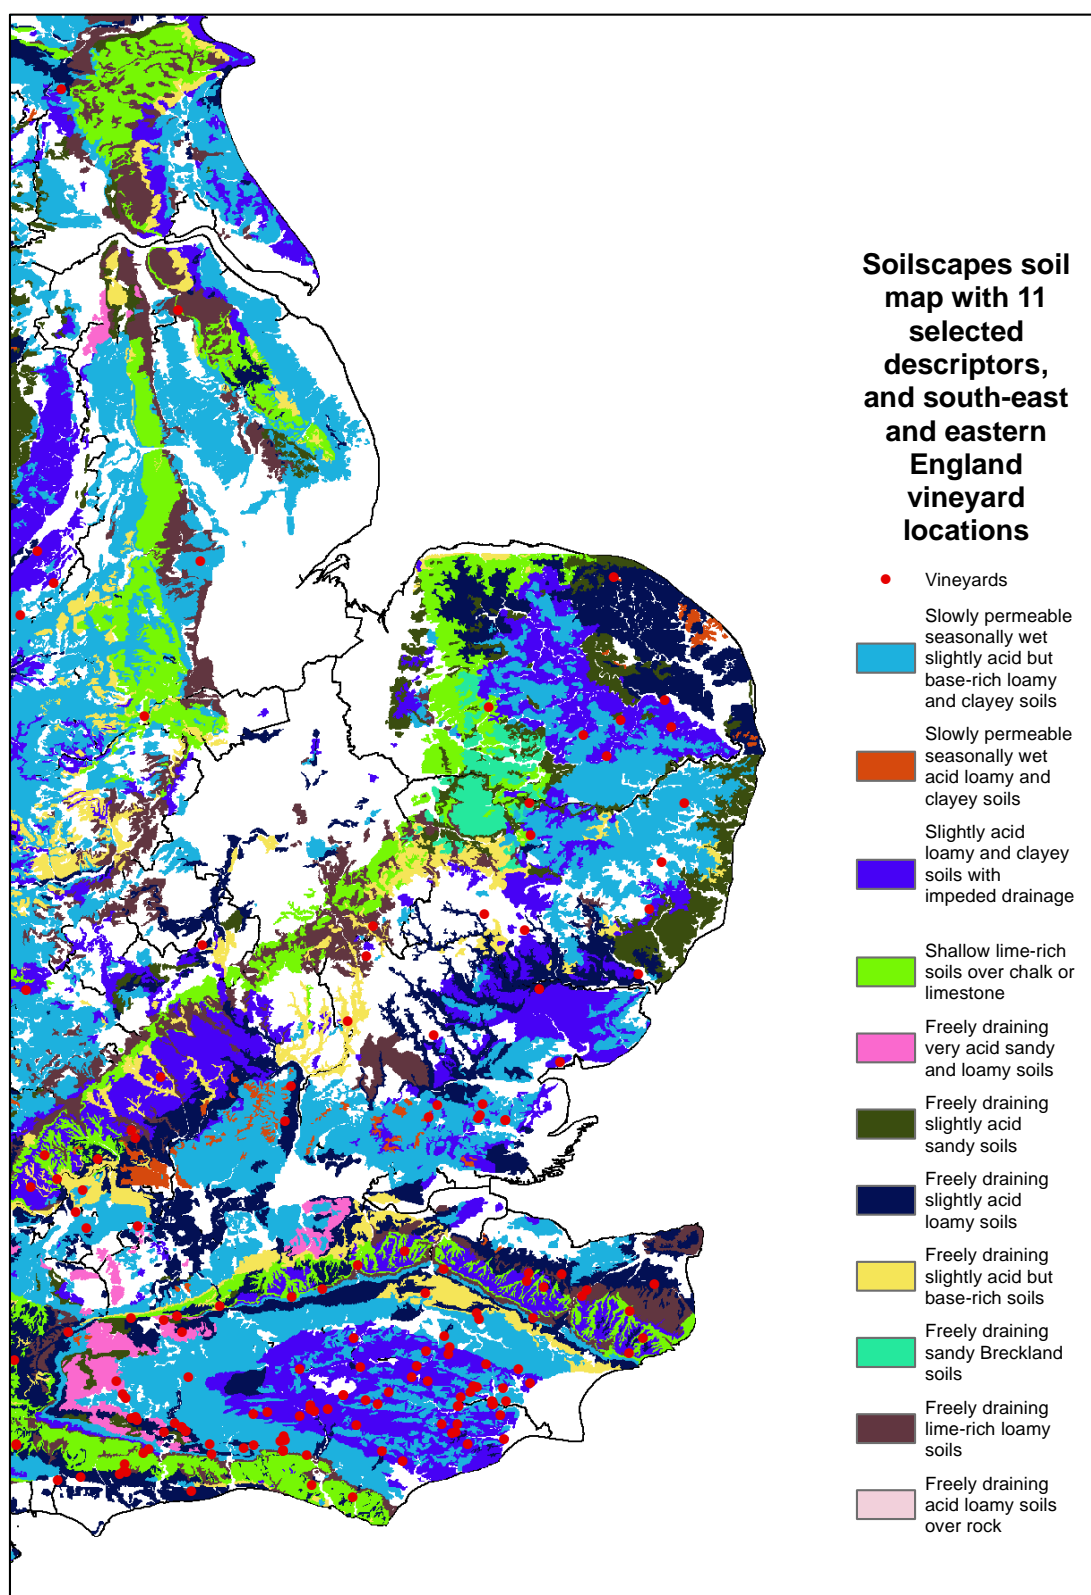 Soilscapes soil
map with 11
selected
descriptors,
and south-east
and eastern
England
vineyard
locations
Vineyards
Slowly permeable
seasonally wet
slightly acid but
base-rich loamy
and clayey soils
Slowly permeable
seasonally wet
acid loamy and
clayey soils
Slightly acid
loamy and clayey
soils with
impeded drainage
Shallow lime-rich
soils over chalk or
limestone
Freely draining
very acid sandy
and loamy soils
Freely draining
slightly acid
sandy soils
Freely draining
slightly acid
loamy soils
Freely draining
slightly acid but
base-rich soils
Freely draining
sandy Breckland
soils
Freely draining
lime-rich loamy
soils
Freely draining
acid loamy soils
over rock